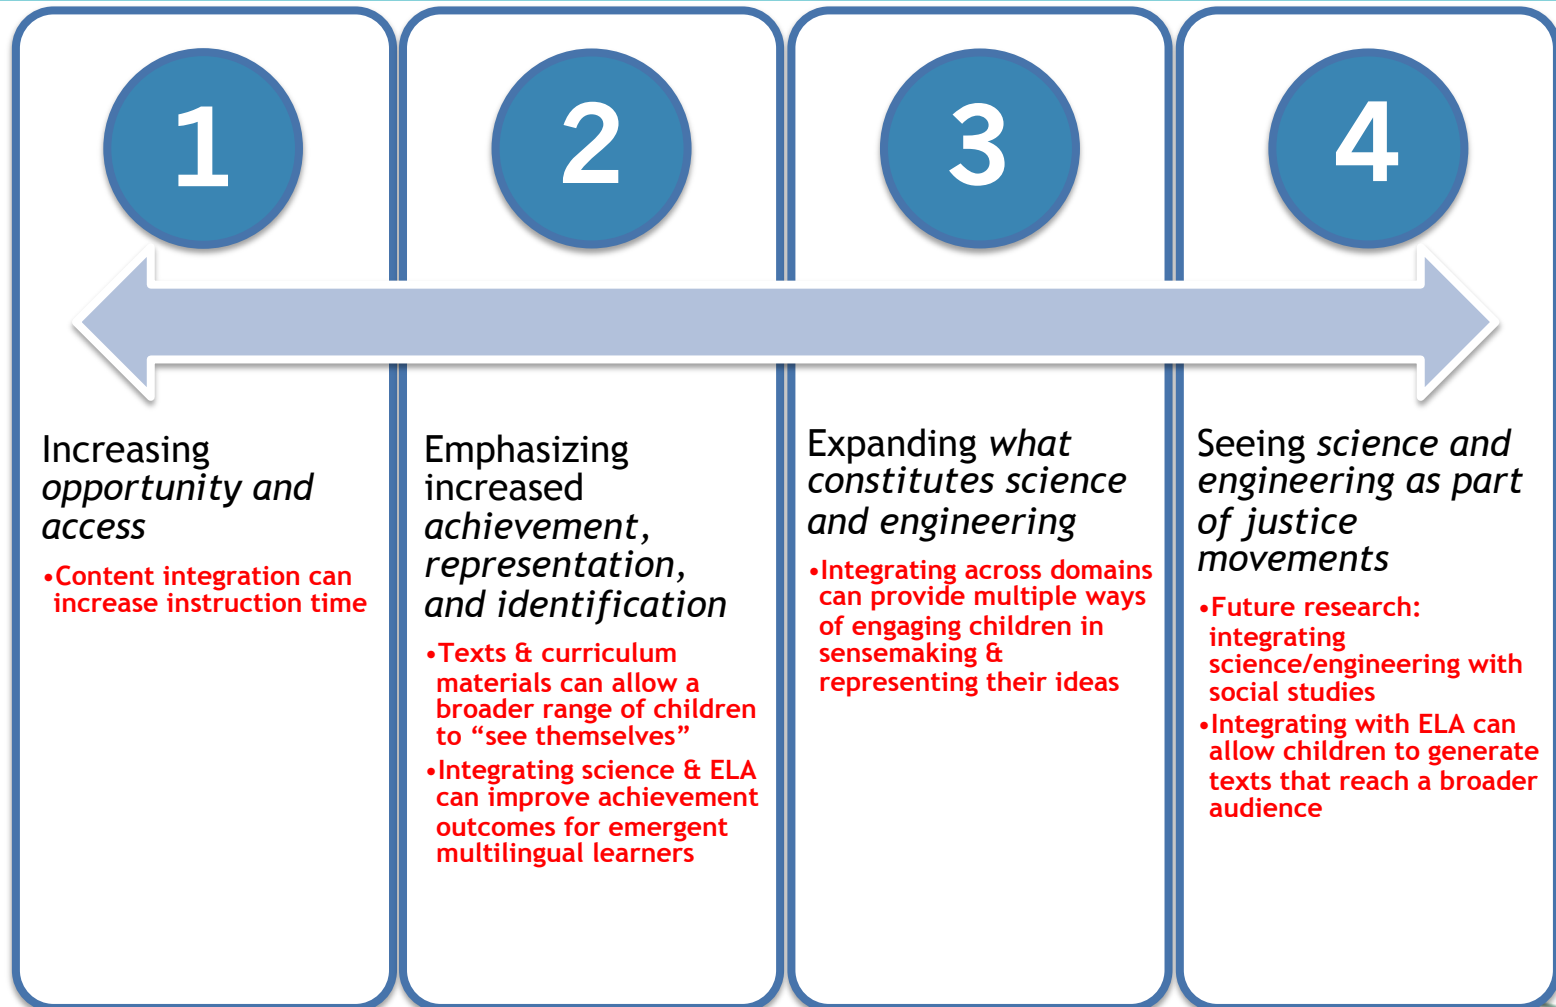 1
Increasing
opportunity and
access
•Content integration can
increase instruction time
2
Emphasizing
increased
achievement,
representation,
and identification
•Texts & curriculum
materials can allow a
broader range of children
to “see themselves”
•Integrating science & ELA
can improve achievement
outcomes for emergent
multilingual learners
3
Expanding what
constitutes science
and engineering
•Integrating across domains
can provide multiple ways
of engaging children in
sensemaking &
representing their ideas
4
Seeing science and
engineering as part
of justice
movements
•Future research:
integrating
science/engineering with
social studies
•Integrating with ELA can
allow children to generate
texts that reach a broader
audience